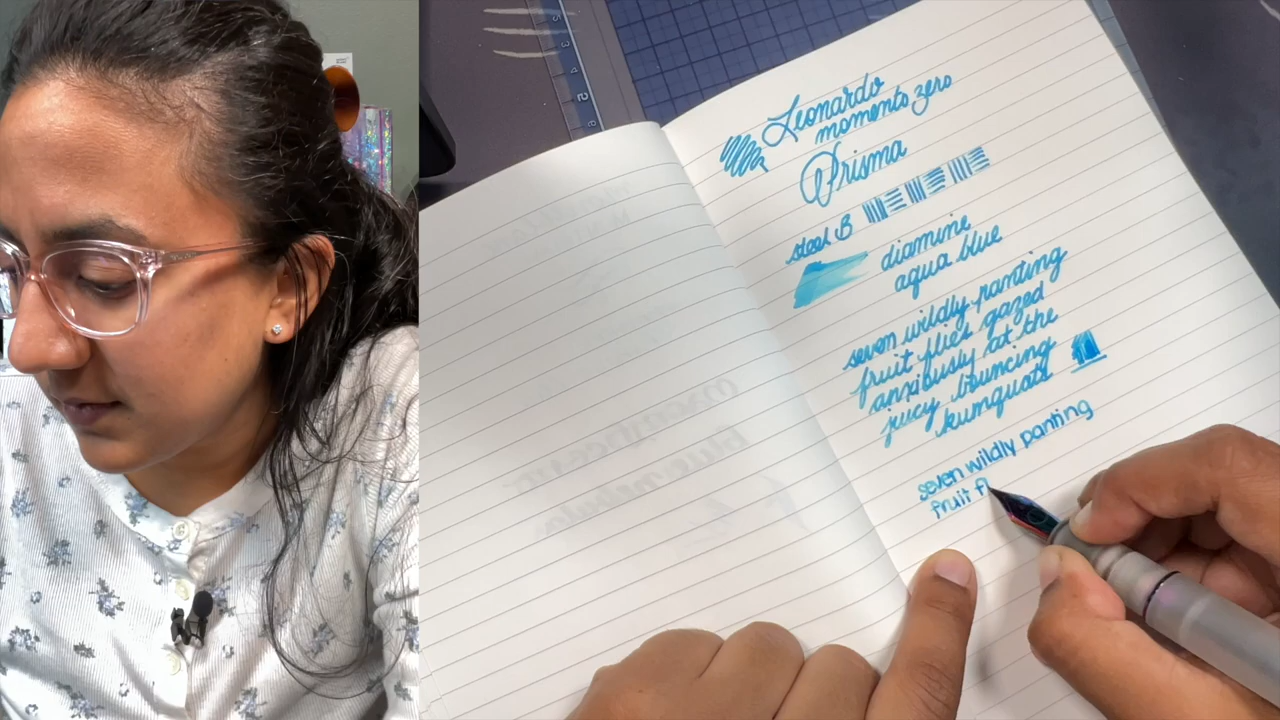 Leonardo
momento zero
Prisma
steel B
diamine
aqua blue
seven wildly panting
fruit flies gazed
anxiously at the
juicy bouncing
kumquats
seven wildly panting
fruit fl